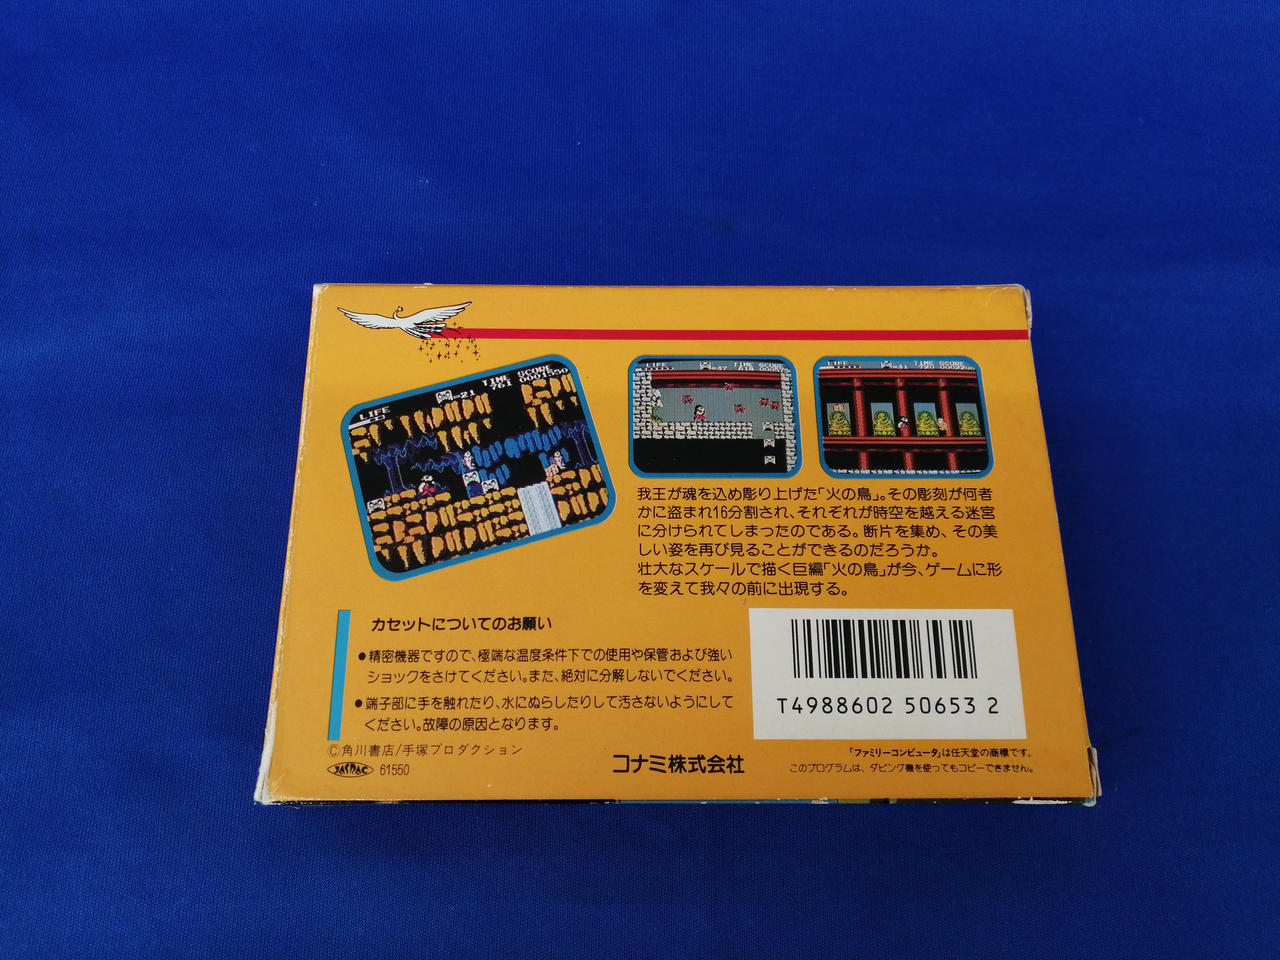 LIFE
=21
TIME SCORE
761 0001550
LIFE
=37
TIME SCORE
LIFE
=31
TIME SCORE
720 0002200
我王が魂を込め彫り上げた「火の鳥」。その彫刻が何者
かに盗まれ16分割され、それぞれが時空を越える迷宮
に分けられてしまったのである。断片を集め、その美
しい姿を再び見ることができるのだろうか。
壮大なスケールで描く巨編「火の鳥」が今、ゲームに形
を変えて我々の前に出現する。
カセットについてのお願い
●精密機器ですので、極端な温度条件下での使用や保管および強い
ショックをさけてください。また、絶対に分解しないでください。
●端子部に手を触れたり、水にぬらしたりして汚さないようにして
ください。故障の原因となります。
T4988602 50653 2
©角川書店/手塚プロダクション
JASRAC 61550
コナミ株式会社
「ファミリーコンピュータ」は任天堂の商標です。
このプログラムは、ダビング機を使ってもコピーできません。